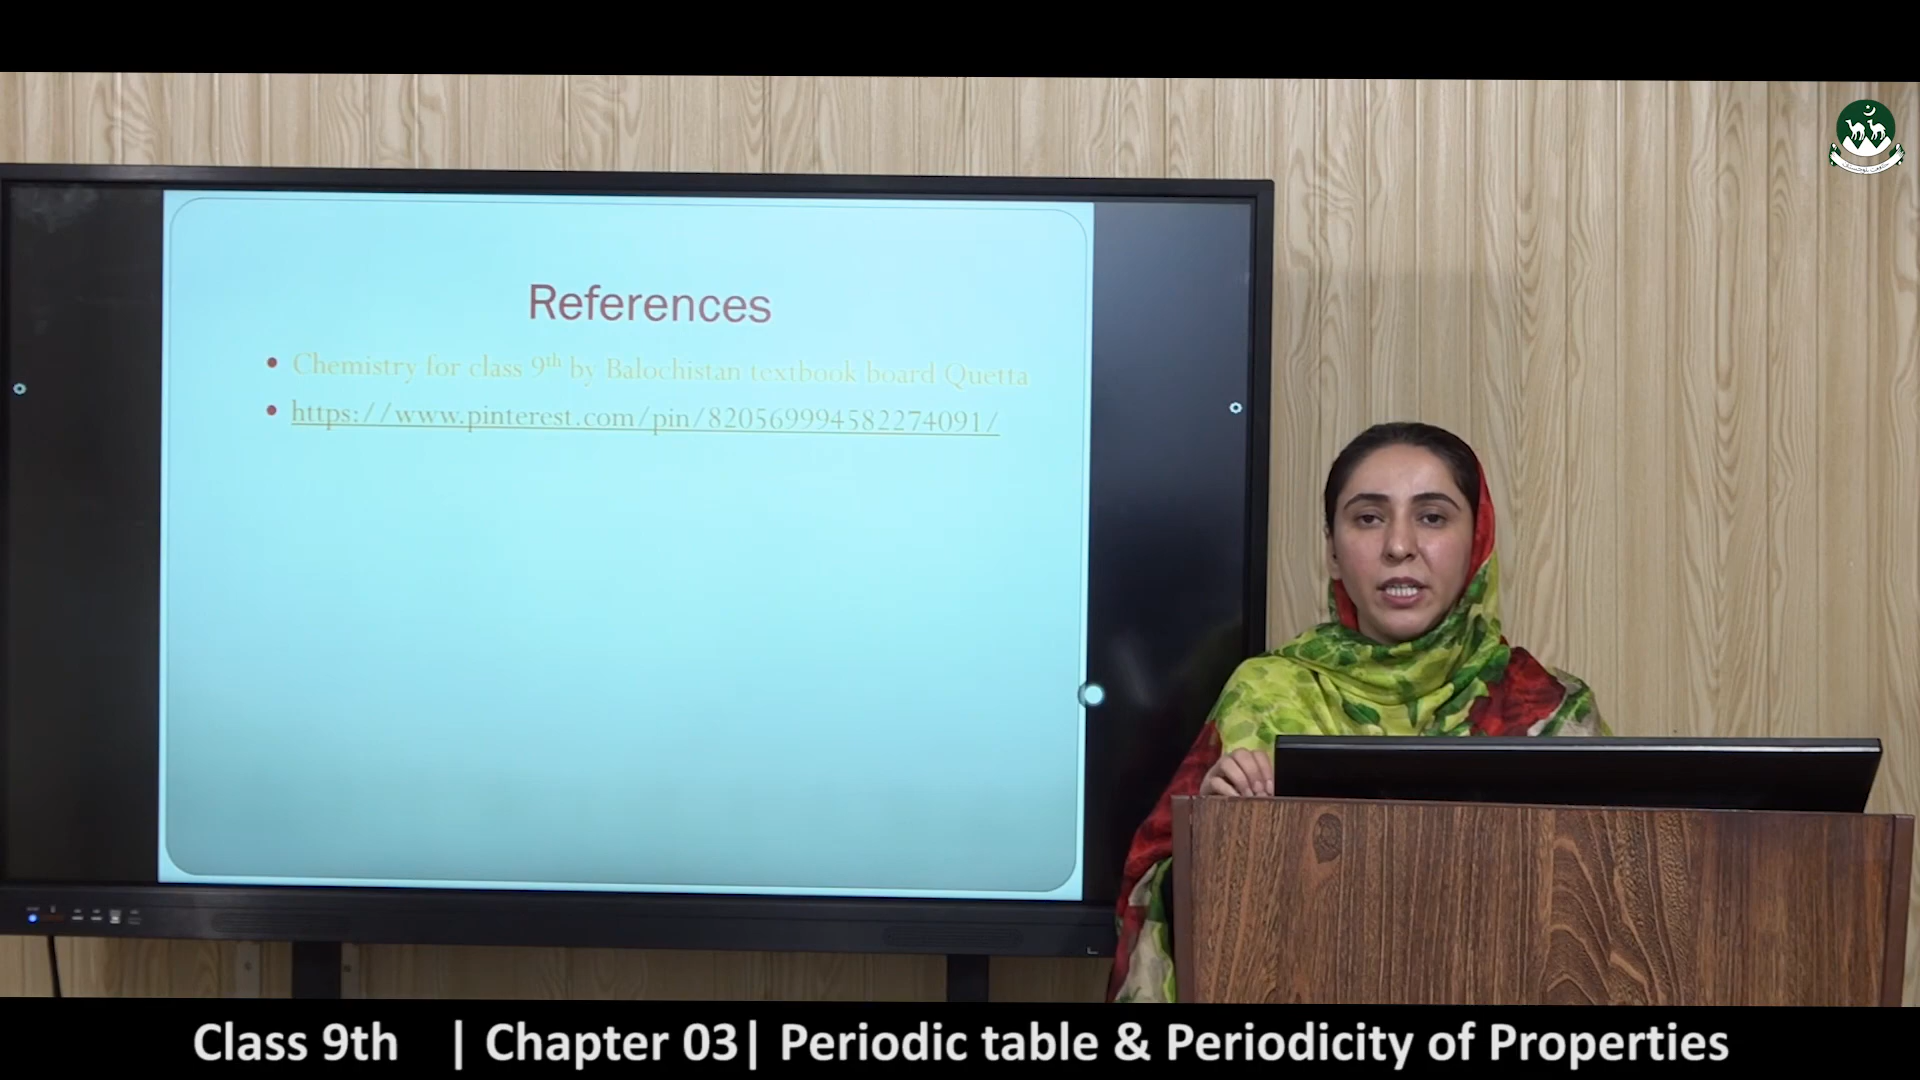 References
• Chemistry for class 9th by Balochistan textbook board Quetta
• https://www.pinterest.com/pin/820569994582274091/
Class 9th | Chapter 03| Periodic table & Periodicity of Properties